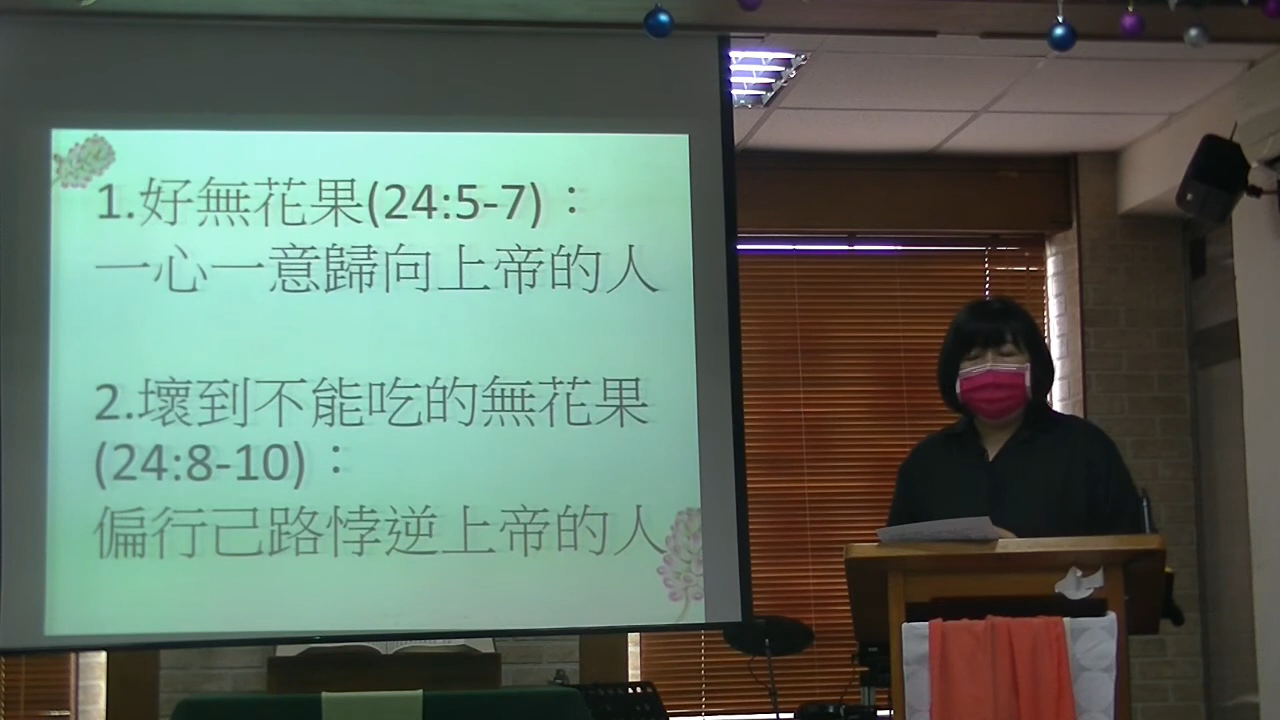 1.好無花果(24:5-7)：
一心一意歸向上帝的人
2.壞到不能吃的無花果
(24:8-10)：
偏行己路悖逆上帝的人